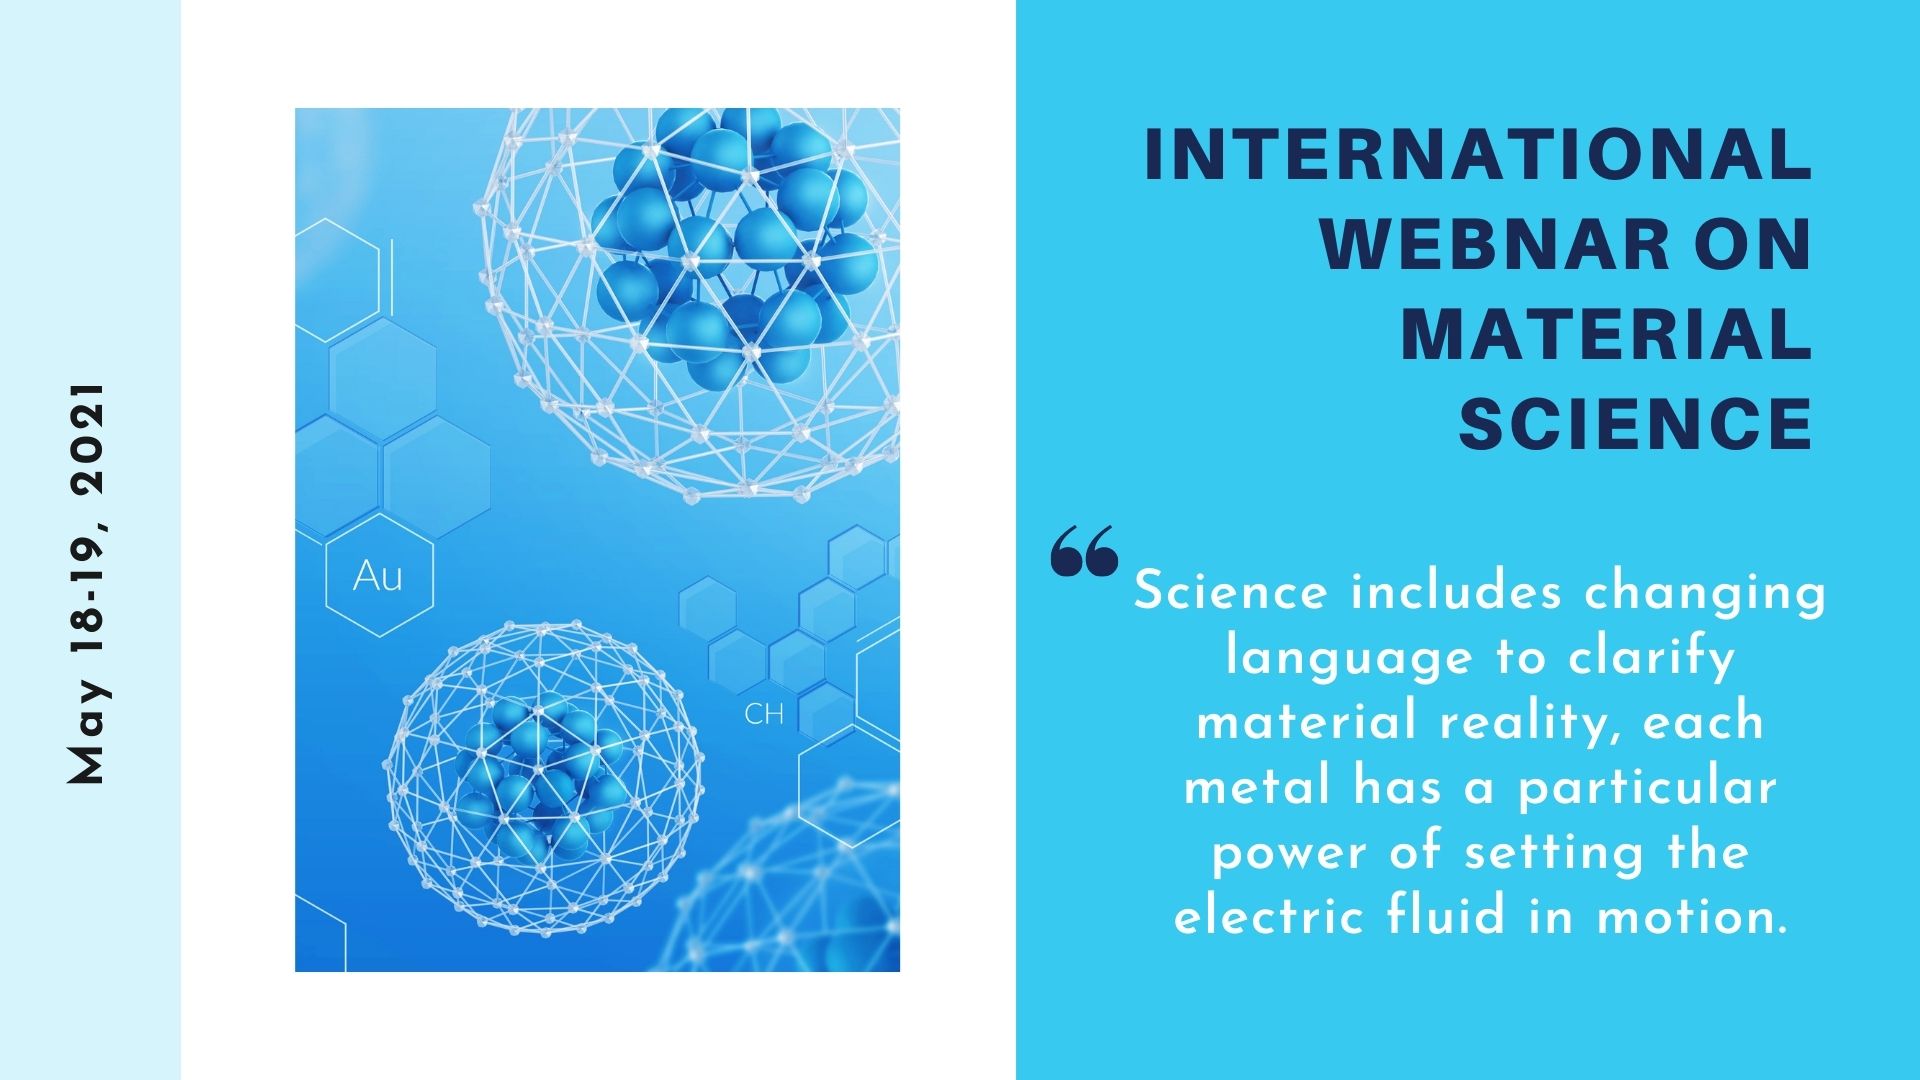 May 18-19, 2021
Au
CH
INTERNATIONAL
WEBNAR ON
MATERIAL
SCIENCE
“
Science includes changing
language to clarify
material reality, each
metal has a particular
power of setting the
electric fluid in motion.